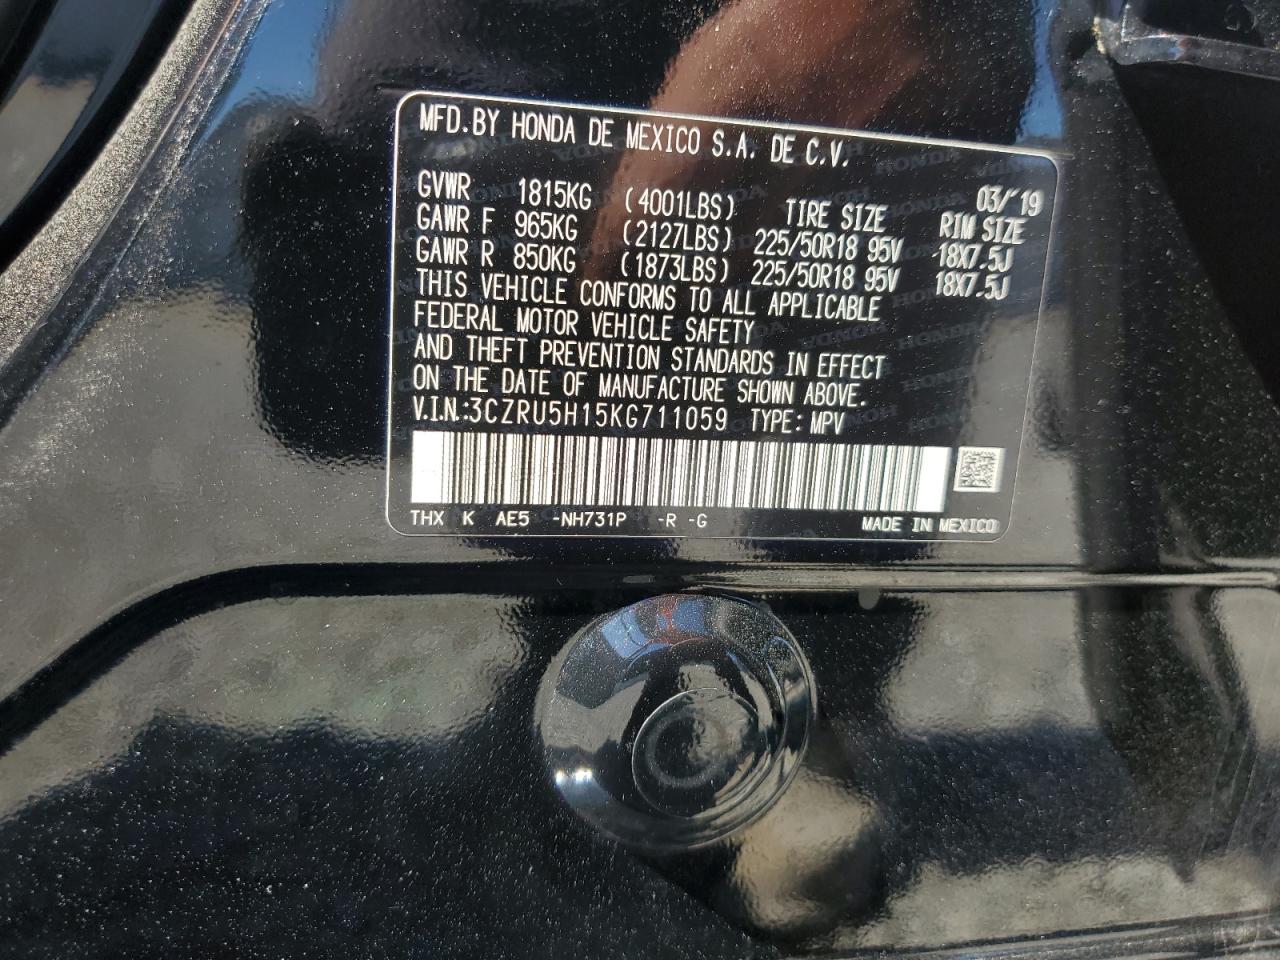 MFD.BY HONDA DE MEXICO S.A. DE C.V.
03/'19
GVWR 1815KG (4001LBS) TIRE SIZE RIM SIZE
GAWR F 965KG (2127LBS) 225/50R18 95V 18X7.5J
GAWR R 850KG (1873LBS) 225/50R18 95V 18X7.5J
THIS VEHICLE CONFORMS TO ALL APPLICABLE
FEDERAL MOTOR VEHICLE SAFETY
AND THEFT PREVENTION STANDARDS IN EFFECT
ON THE DATE OF MANUFACTURE SHOWN ABOVE.
V.I.N.:3CZRU5H15KG711059 TYPE: MPV
THX K AE5 -NH731P -R -G MADE IN MEXICO